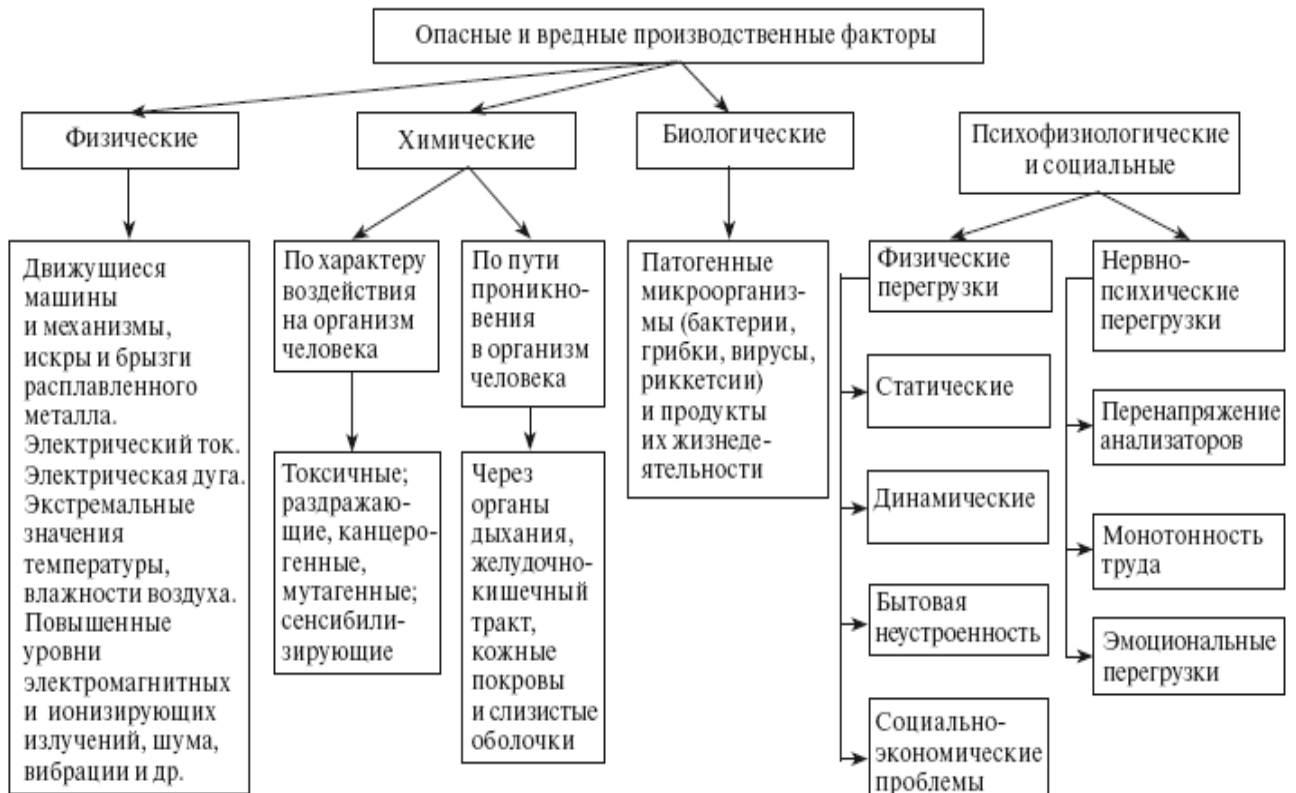 Опасные и вредные производственные факторы
Физические
Химические
Биологические
Психофизиологические
и социальные
Движущиеся
машины
и механизмы,
искры и брызги
расплавленного
металла.
Электрический ток.
Электрическая дуга.
Экстремальные
значения
температуры,
влажности воздуха.
Повышенные
уровни
электромагнитных
и ионизирующих
излучений, шума,
вибрации и др.
По характеру
воздействия
на организм
человека
Токсичные;
раздражаю-
щие, канцеро-
генные,
мутагенные;
сенсибили-
зирующие
По пути
проникно-
вения
в организм
человека
Через
органы
дыхания,
желудочно-
кишечный
тракт,
кожные
покровы
и слизистые
оболочки
Патогенные
микроорганиз-
мы (бактерии,
грибки, вирусы,
риккетсии)
и продукты
их жизнеде-
ятельности
Физические
перегрузки
Статические
Динамические
Бытовая
неустроенность
Социально-
экономические
проблемы
Нервно-
психические
перегрузки
Перенапряжение
анализаторов
Монотонность
труда
Эмоциональные
перегрузки